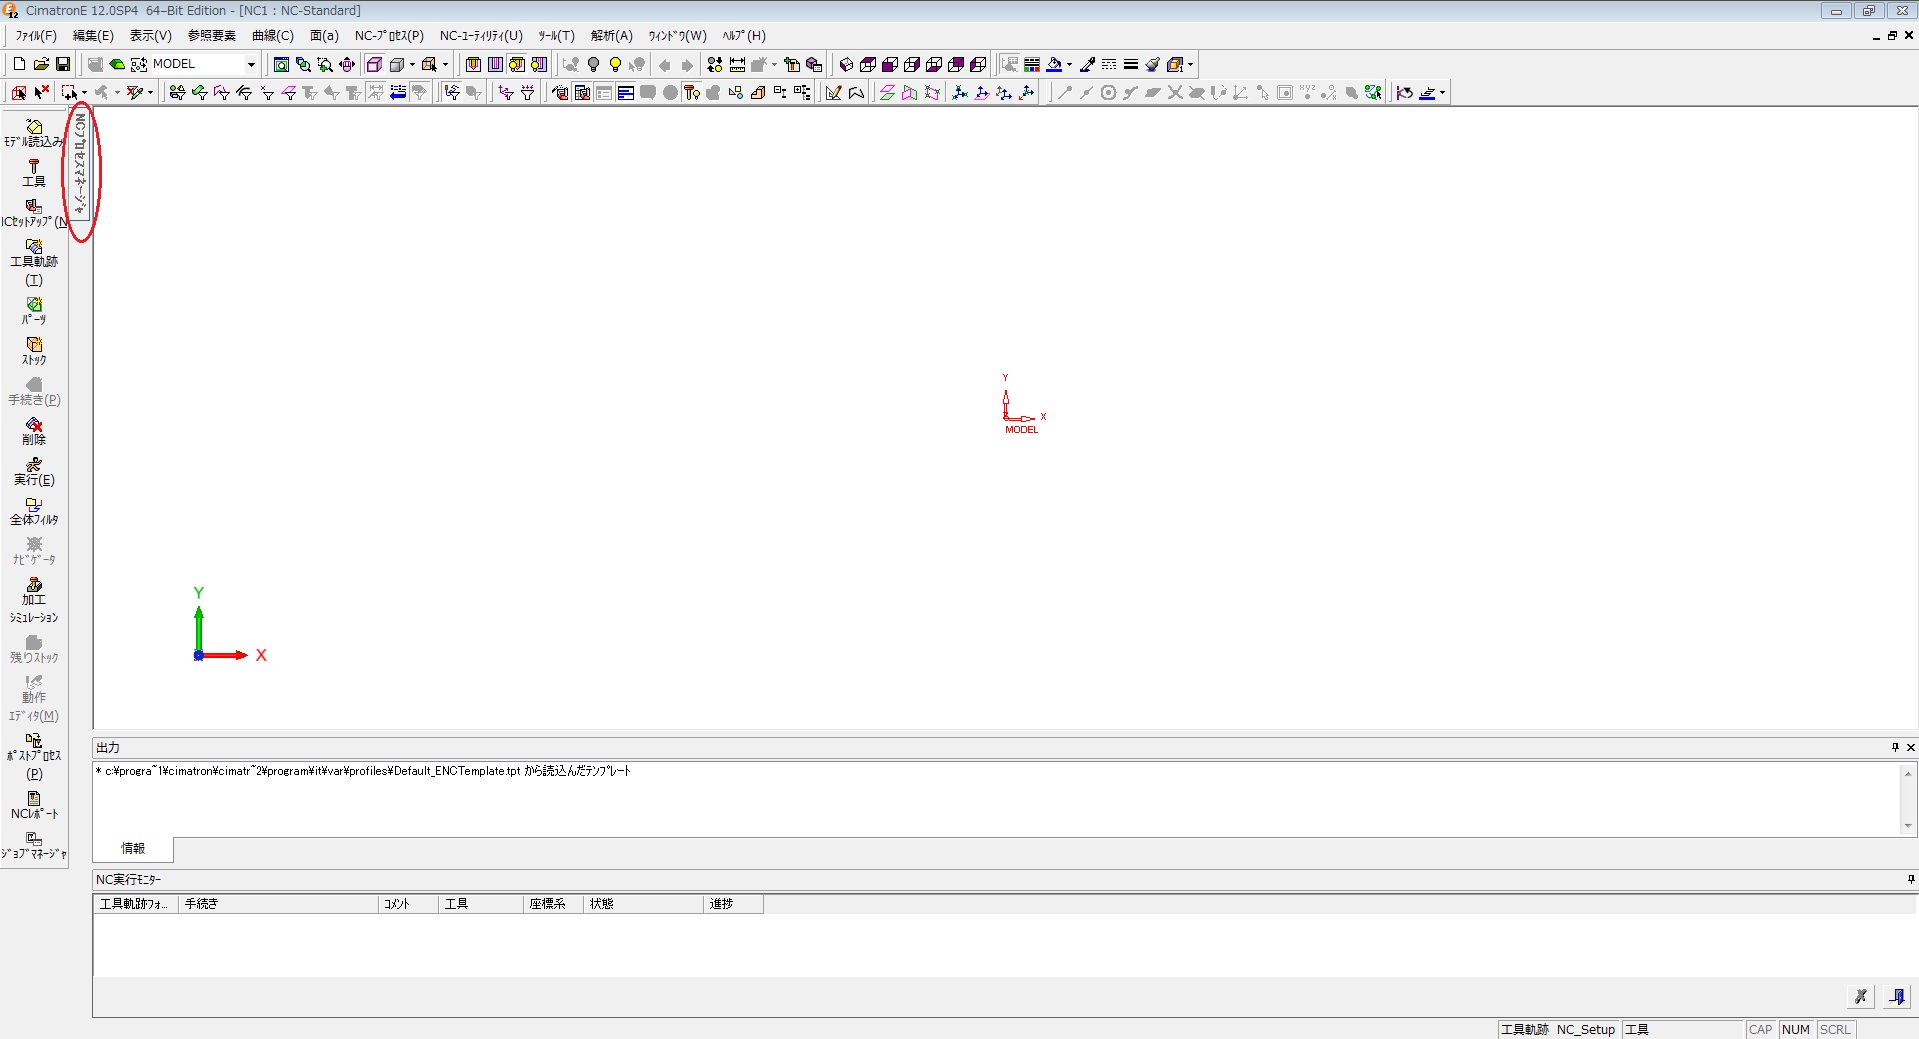 CimatronE 12.0SP4 64-Bit Edition - [NC1 : NC-Standard]
ﾌｧｲﾙ(F) 編集(E) 表示(V) 参照要素 曲線(C) 面(a) NC-ﾌﾟﾛｾｽ(P) NC-ﾕｰﾃｨﾘﾃｨ(U) ﾂｰﾙ(T) 解析(A) ｳｨﾝﾄﾞｳ(W) ﾍﾙﾌﾟ(H)
MODEL
NCﾌﾟﾛｾｽﾏﾈｰｼﾞｬ
ﾓﾃﾞﾙ読込み
工具
ICｾｯﾄｱｯﾌﾟ(N
工具軌跡
(T)
ﾊﾟｰﾂ
ｽﾄｯｸ
手続き(P)
削除
実行(E)
全体ﾌｨﾙﾀ
ﾅﾋﾞｹﾞｰﾀ
加工
ｼﾐｭﾚｰｼｮﾝ
残りｽﾄｯｸ
動作
ｴﾃﾞｨﾀ(M)
ﾎﾟｽﾄﾌﾟﾛｾｽ
(P)
NCﾚﾎﾟｰﾄ
ｼﾞｮﾌﾞﾏﾈｰｼﾞｬ
Y
X
MODEL
Y
X
出力
* c:¥progra~1¥cimatron¥cimatr~2¥program¥it¥var¥profiles¥Default_ENCTemplate.tpt から読込んだﾃﾝﾌﾟﾚｰﾄ
情報
NC実行ﾓﾆﾀｰ
工具軌跡ﾌｫ... 手続き ｺﾒﾝﾄ 工具 座標系 状態 進捗
工具軌跡 NC_Setup 工具 CAP NUM SCRL